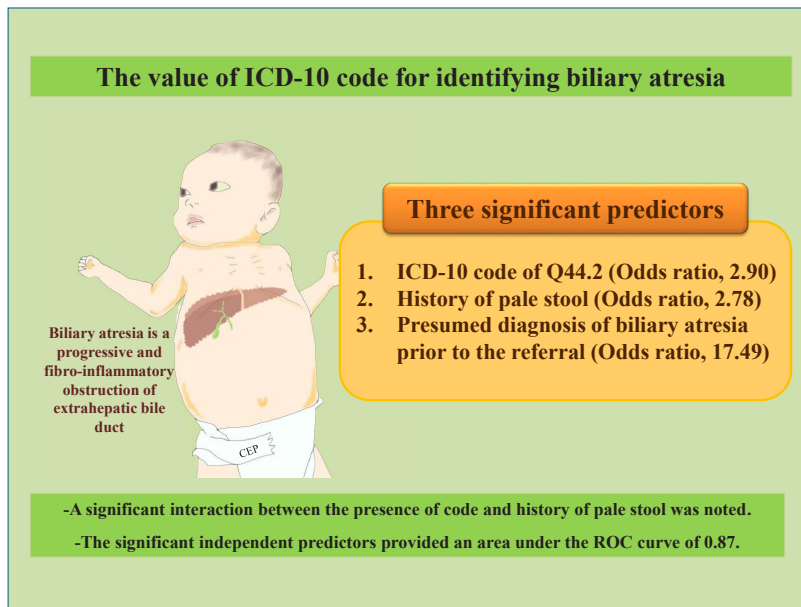 The value of ICD-10 code for identifying biliary atresia
Three significant predictors
1. ICD-10 code of Q44.2 (Odds ratio, 2.90)
2. History of pale stool (Odds ratio, 2.78)
3. Presumed diagnosis of biliary atresia
prior to the referral (Odds ratio, 17.49)
Biliary atresia is a
progressive and
fibro-inflammatory
obstruction of
extrahepatic bile
duct
CEP
-A significant interaction between the presence of code and history of pale stool was noted.
-The significant independent predictors provided an area under the ROC curve of 0.87.